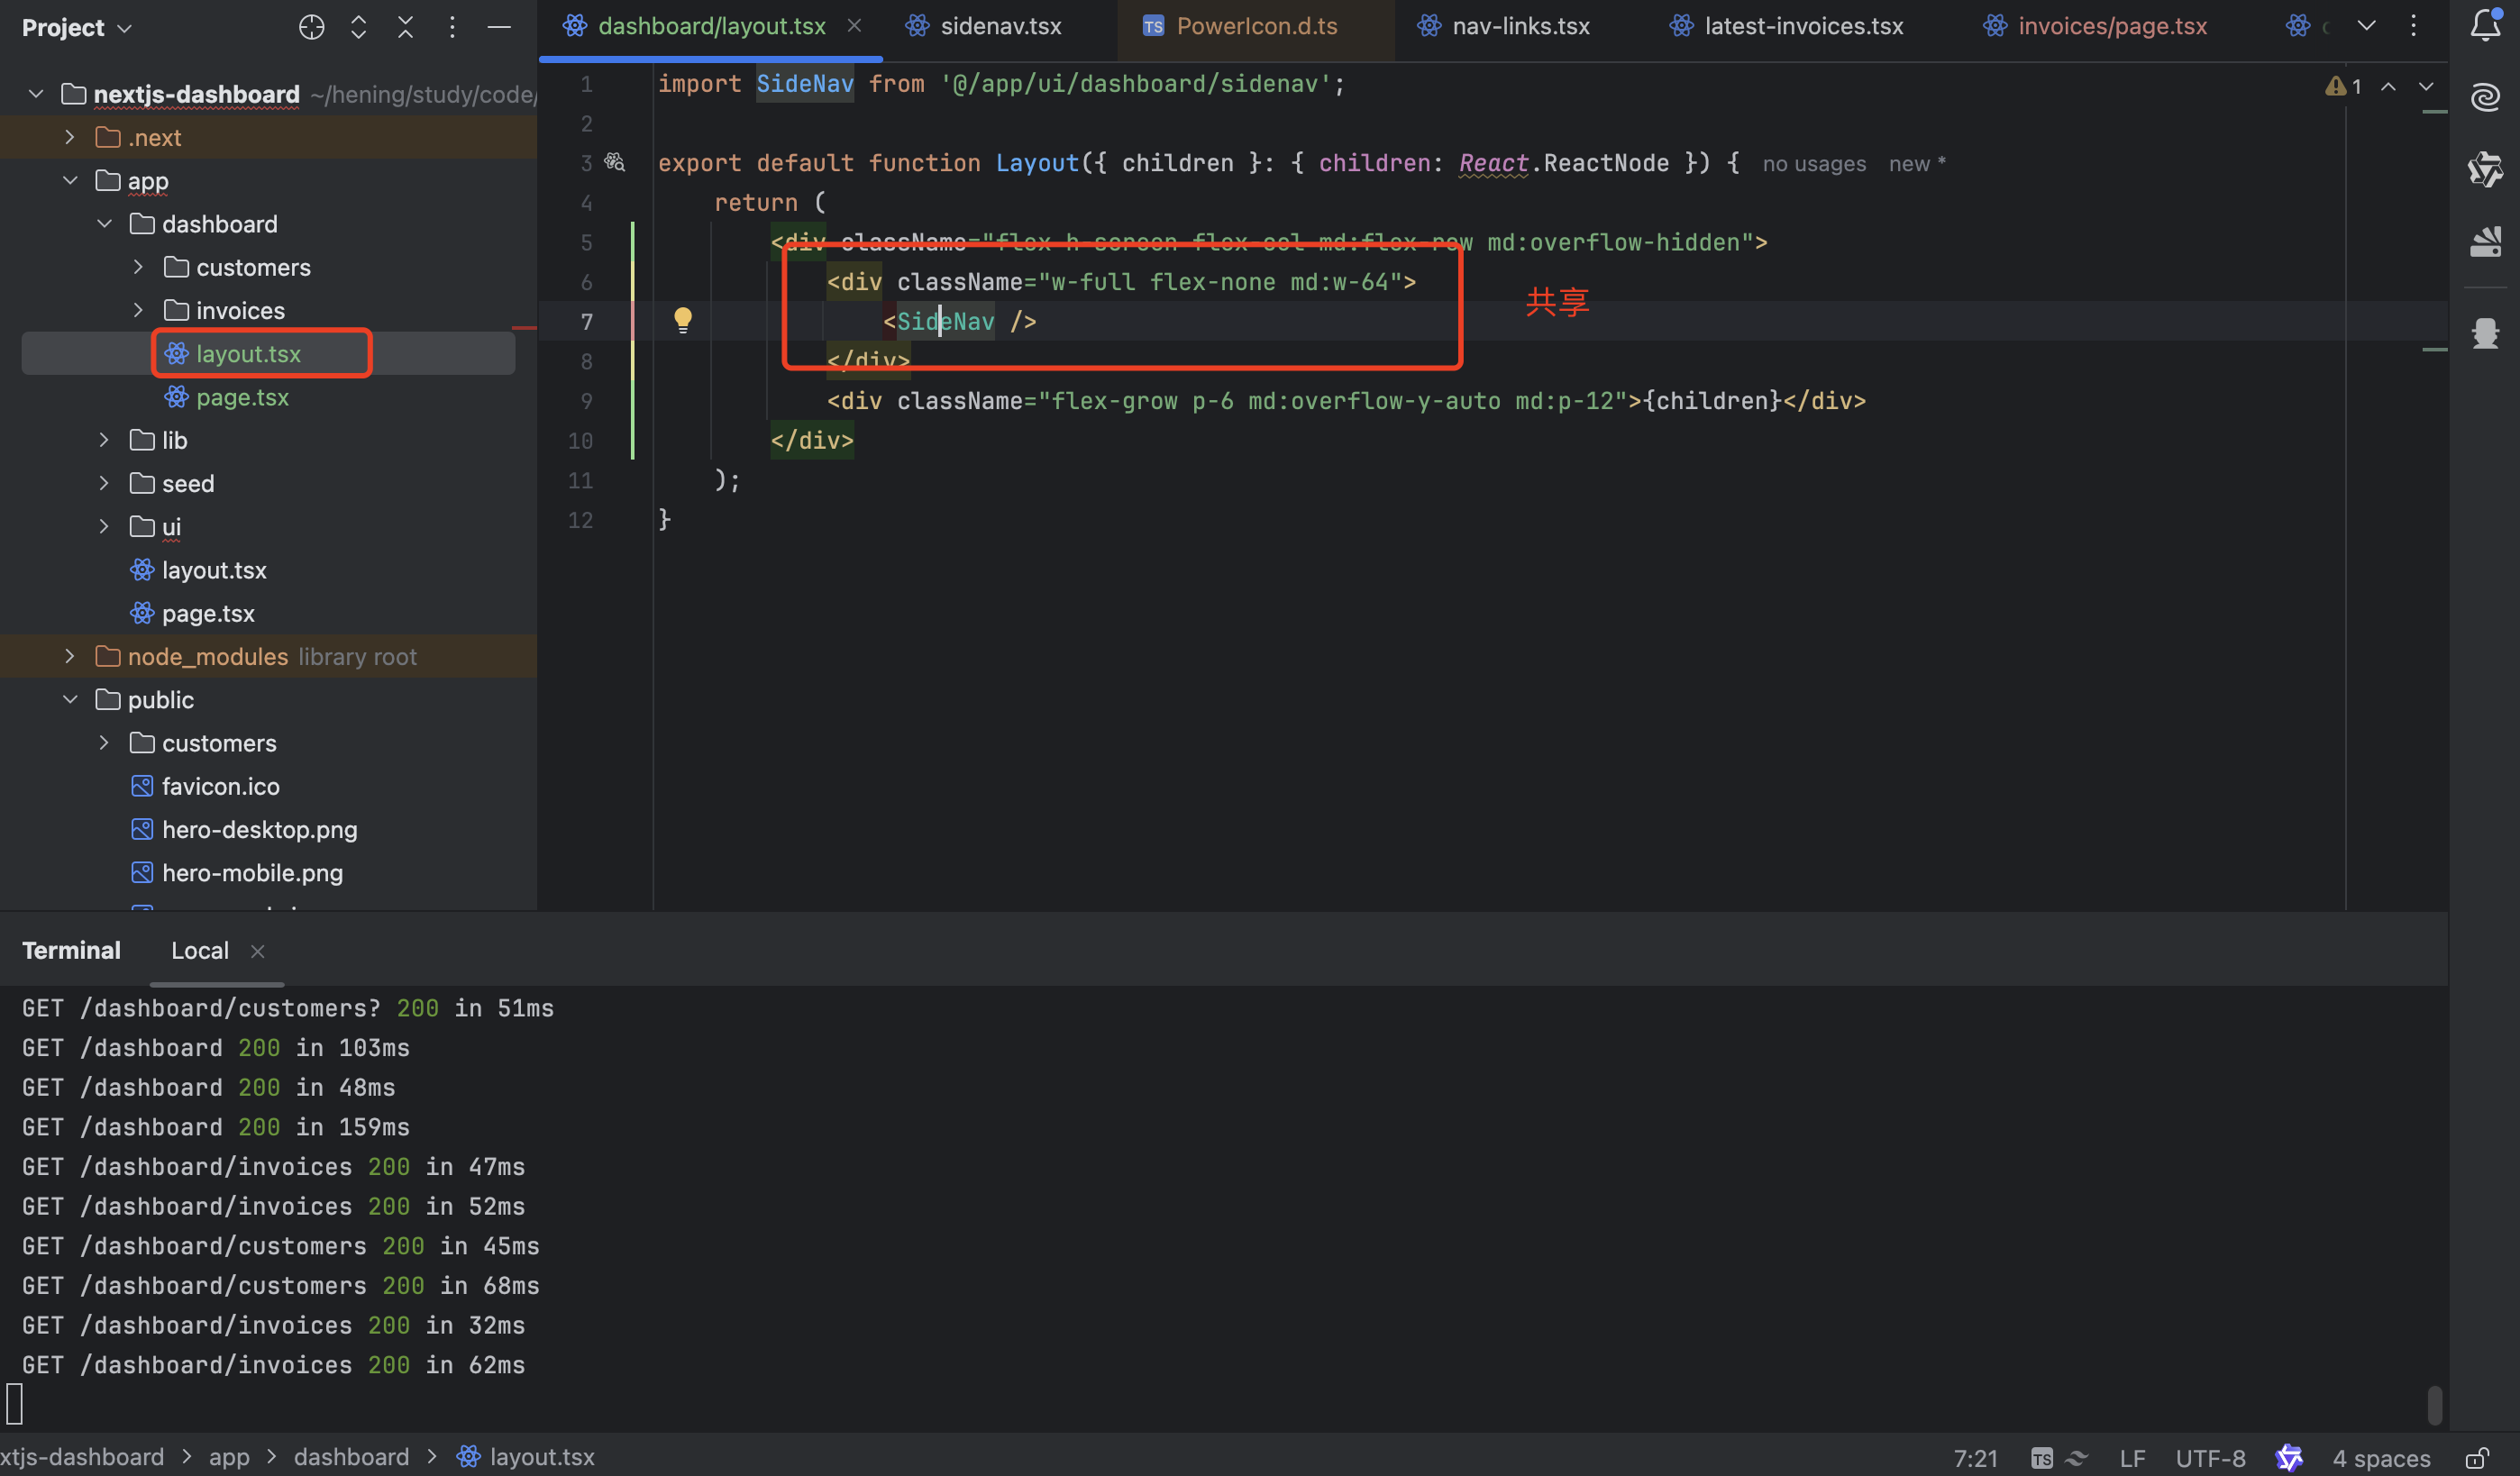 Project
dashboard/layout.tsx
sidenav.tsx
TS PowerIcon.d.ts
nav-links.tsx
latest-invoices.tsx
invoices/page.tsx
nextjs-dashboard ~/hening/study/code/
.next
app
dashboard
customers
invoices
layout.tsx
page.tsx
lib
seed
ui
layout.tsx
page.tsx
node_modules library root
public
customers
favicon.ico
hero-desktop.png
hero-mobile.png
1 import SideNav from '@/app/ui/dashboard/sidenav';
1
2
3 export default function Layout({ children }: { children: React.ReactNode }) { no usages new *
4 return (
5 <div className="flex h-screen flex-col md:flex-row md:overflow-hidden">
6 <div className="w-full flex-none md:w-64">
7 <SideNav />
共享
8 </div>
9 <div className="flex-grow p-6 md:overflow-y-auto md:p-12">{children}</div>
10 </div>
11 );
12 }
Terminal Local
GET /dashboard/customers? 200 in 51ms
GET /dashboard 200 in 103ms
GET /dashboard 200 in 48ms
GET /dashboard 200 in 159ms
GET /dashboard/invoices 200 in 47ms
GET /dashboard/invoices 200 in 52ms
GET /dashboard/customers 200 in 45ms
GET /dashboard/customers 200 in 68ms
GET /dashboard/invoices 200 in 32ms
GET /dashboard/invoices 200 in 62ms
xtjs-dashboard > app > dashboard > layout.tsx
7:21 TS LF UTF-8 4 spaces